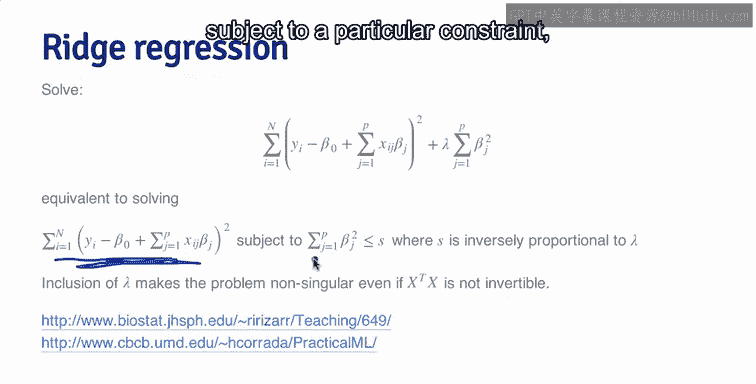 subject to a particular constraint,
Ridge regression
Solve:
\sum_{i=1}^{N} \left( y_i - \beta_0 + \sum_{j=1}^{p} x_{ij}\beta_j \right)^2 + \lambda \sum_{j=1}^{p} \beta_j^2
equivalent to solving
\sum_{i=1}^{N} \left( y_i - \beta_0 + \sum_{j=1}^{p} x_{ij}\beta_j \right)^2 subject to \sum_{j=1}^{p} \beta_j^2 \leq s where s is inversely proportional to λ
Inclusion of λ makes the problem non-singular even if X^T X is not invertible.
http://www.biostat.jhsph.edu/~ririzarr/Teaching/649/
http://www.cbcb.umd.edu/~hcorrada/PracticalML/